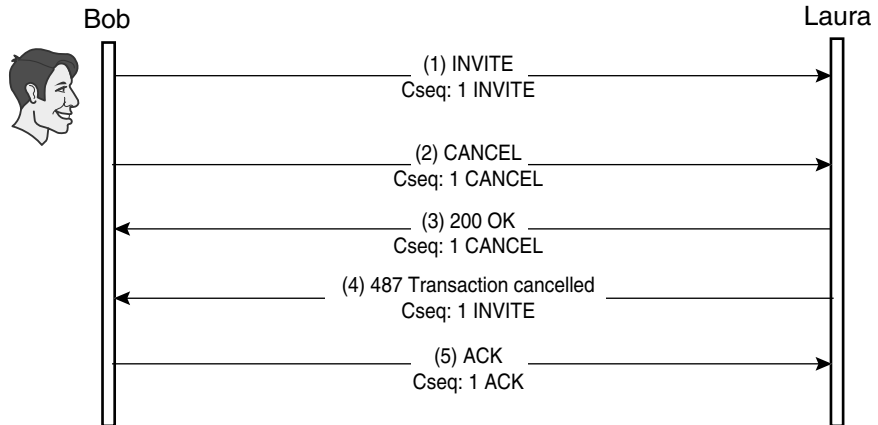 Bob
Laura
(1) INVITE
Cseq: 1 INVITE
(2) CANCEL
Cseq: 1 CANCEL
(3) 200 OK
Cseq: 1 CANCEL
(4) 487 Transaction cancelled
Cseq: 1 INVITE
(5) ACK
Cseq: 1 ACK